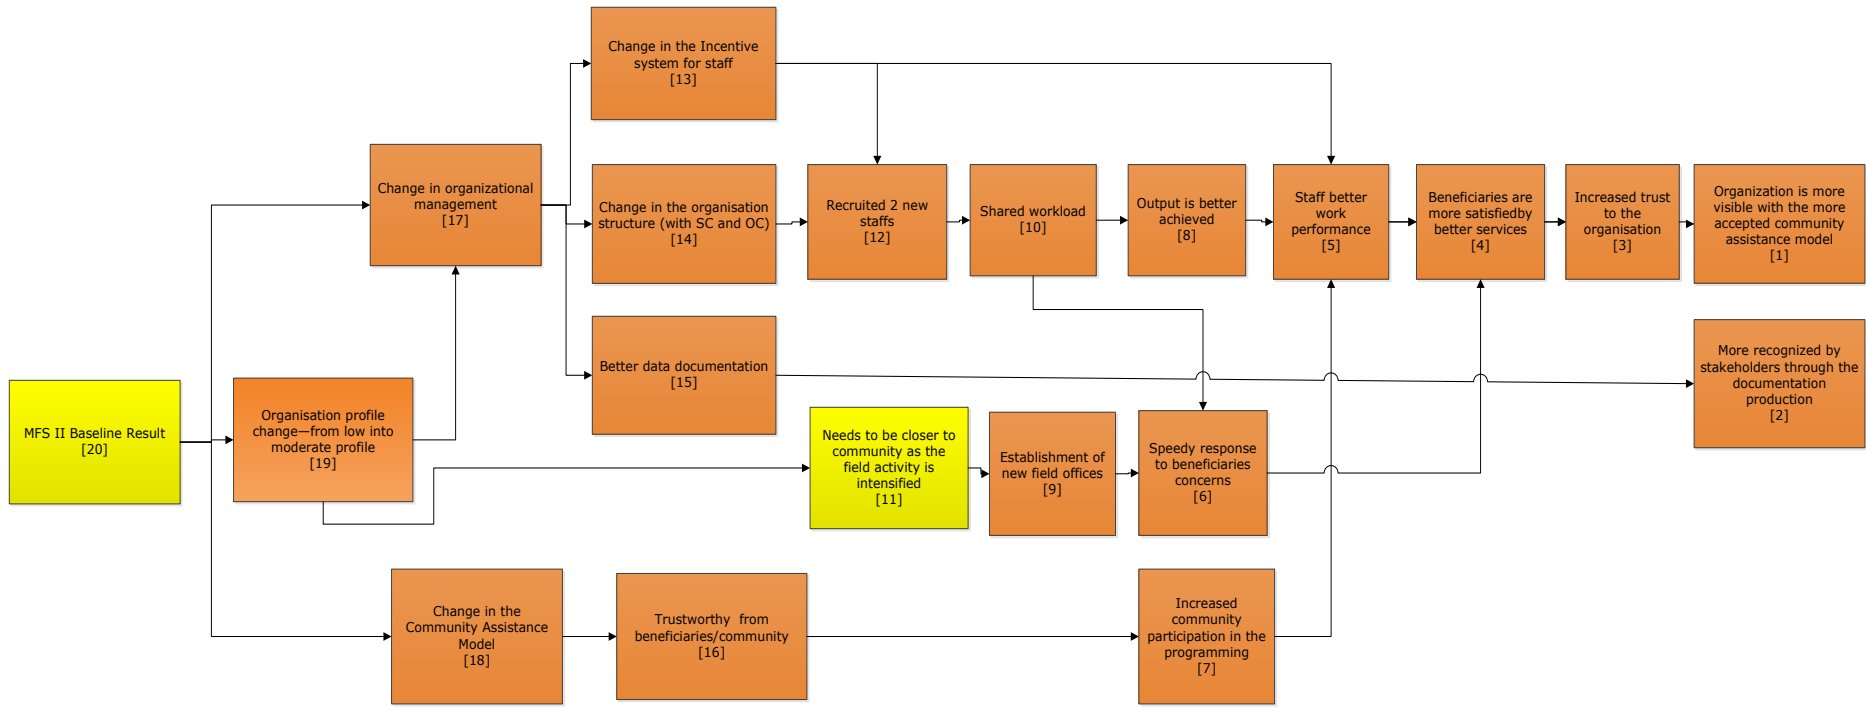 Change in the Incentive
system for staff
[13]
Change in organizational
management
[17]
Change in the organisation
structure (with SC and OC)
[14]
Recruited 2 new
staffs
[12]
Shared workload
[10]
Output is better
achieved
[8]
Staff better
work
performance
[5]
Beneficiaries are
more satisfiedby
better services
[4]
Increased trust
to the
organisation
[3]
Organization is more
visible with the more
accepted community
assistance model
[1]
Better data documentation
[15]
More recognized by
stakeholders through the
documentation
production
[2]
MFS II Baseline Result
[20]
Organisation profile
change—from low into
moderate profile
[19]
Needs to be closer to
community as the
field activity is
intensified
[11]
Establishment of
new field offices
[9]
Speedy response
to beneficiaries
concerns
[6]
Change in the
Community Assistance
Model
[18]
Trustworthy  from
beneficiaries/community
[16]
Increased
community
participation in the
programming
[7]